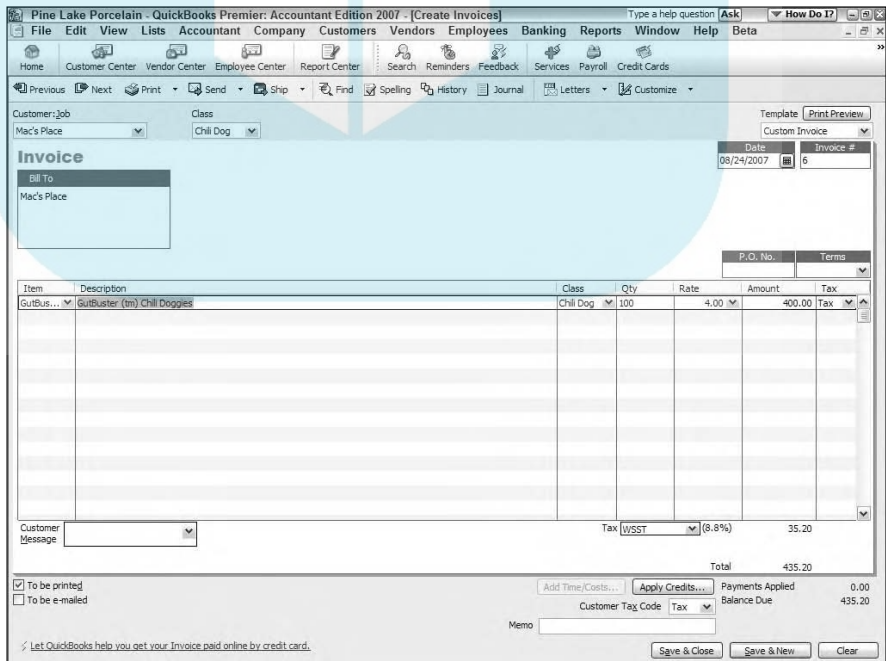 Pine Lake Porcelain - QuickBooks Premier: Accountant Edition 2007 - [Create Invoices] Type a help question Ask How Do I?
File Edit View Lists Accountant Company Customers Vendors Employees Banking Reports Window Help Beta
Home Customer Center Vendor Center Employee Center Report Center Search Reminders Feedback Services Payroll Credit Cards »
Previous Next Print Send Ship Find Spelling History Journal Letters Customize
Customer:Job Class Template Print Preview
Mac's Place Chili Dog Custom Invoice
Invoice Date Invoice #
08/24/2007 6
Bill To
Mac's Place
P.O. No. Terms
Item Description Class Qty Rate Amount Tax
GutBus... GutBuster (tm) Chili Doggies Chili Dog 100 4.00 400.00 Tax
Customer Message Tax WSST (8.8%) 35.20
Total 435.20
To be printed Add Time/Costs... Apply Credits... Payments Applied 0.00
To be e-mailed Customer Tax Code Tax Balance Due 435.20
Memo
Let QuickBooks help you get your Invoice paid online by credit card. Save & Close Save & New Clear